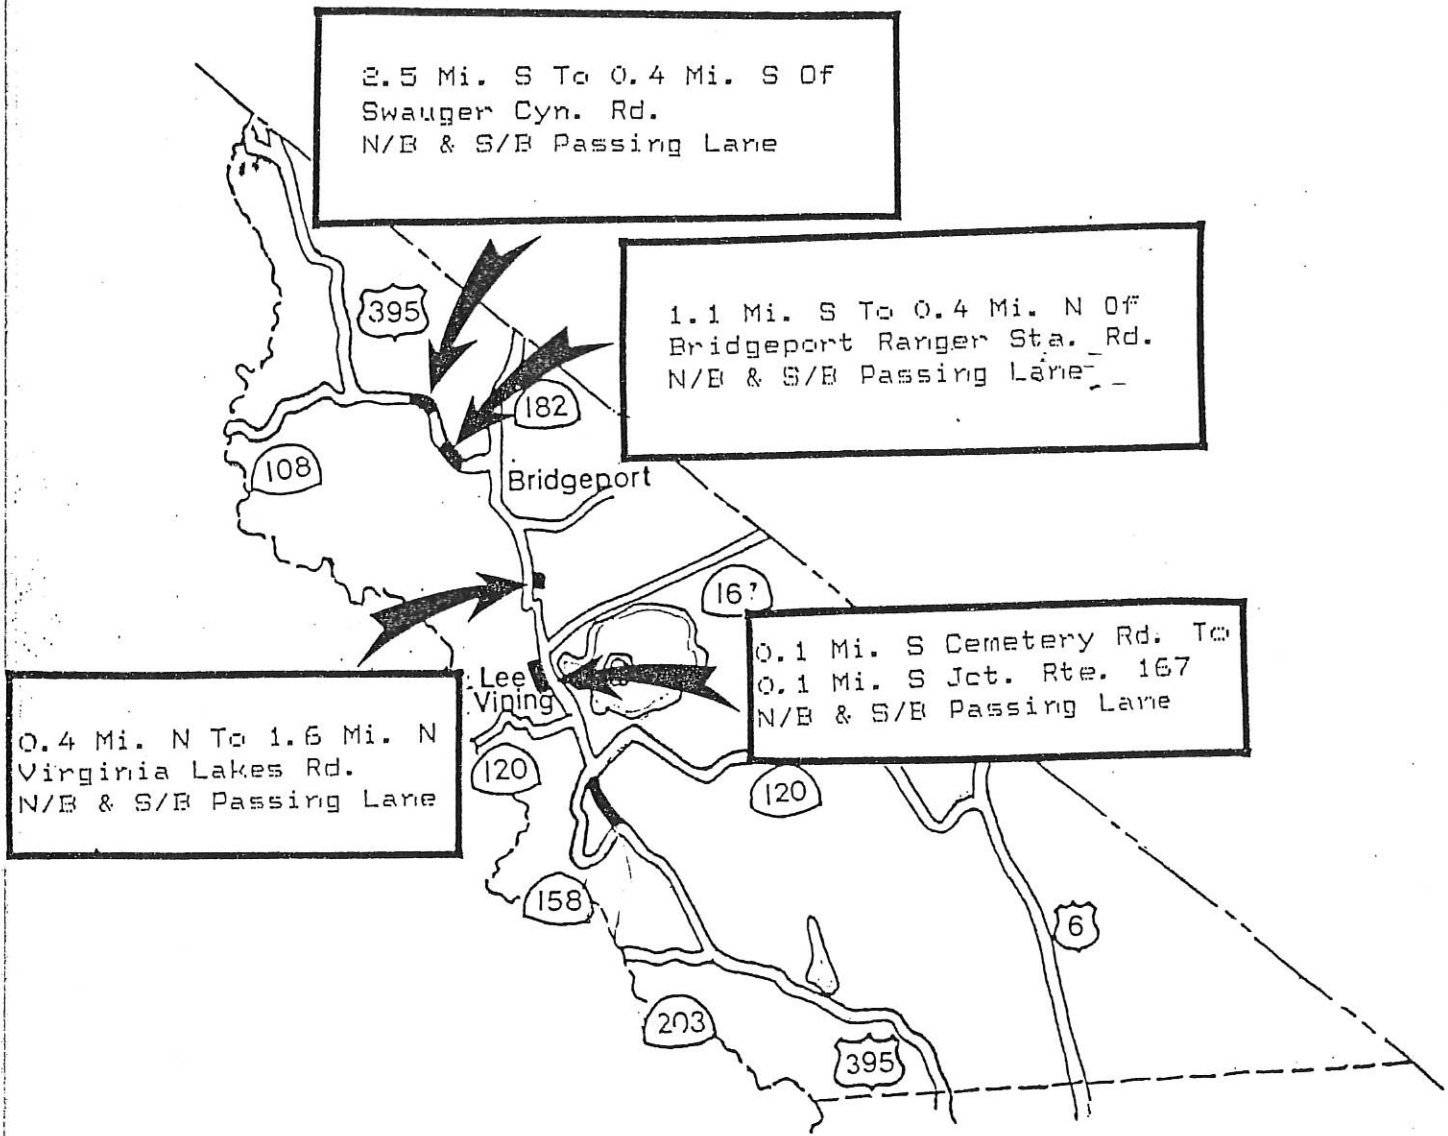 2.5 Mi. S To 0.4 Mi. S Of
Swauger Cyn. Rd.
N/B & S/B Passing Lane
395
1.1 Mi. S To 0.4 Mi. N Of
Bridgeport Ranger Sta. Rd.
N/B & S/B Passing Lane
182
108
Bridgeport
167
0.1 Mi. S Cemetery Rd. To
0.1 Mi. S Jct. Rte. 167
N/B & S/B Passing Lane
Lee
Vining
0.4 Mi. N To 1.6 Mi. N
Virginia Lakes Rd.
N/B & S/B Passing Lane
120
120
158
6
203
395